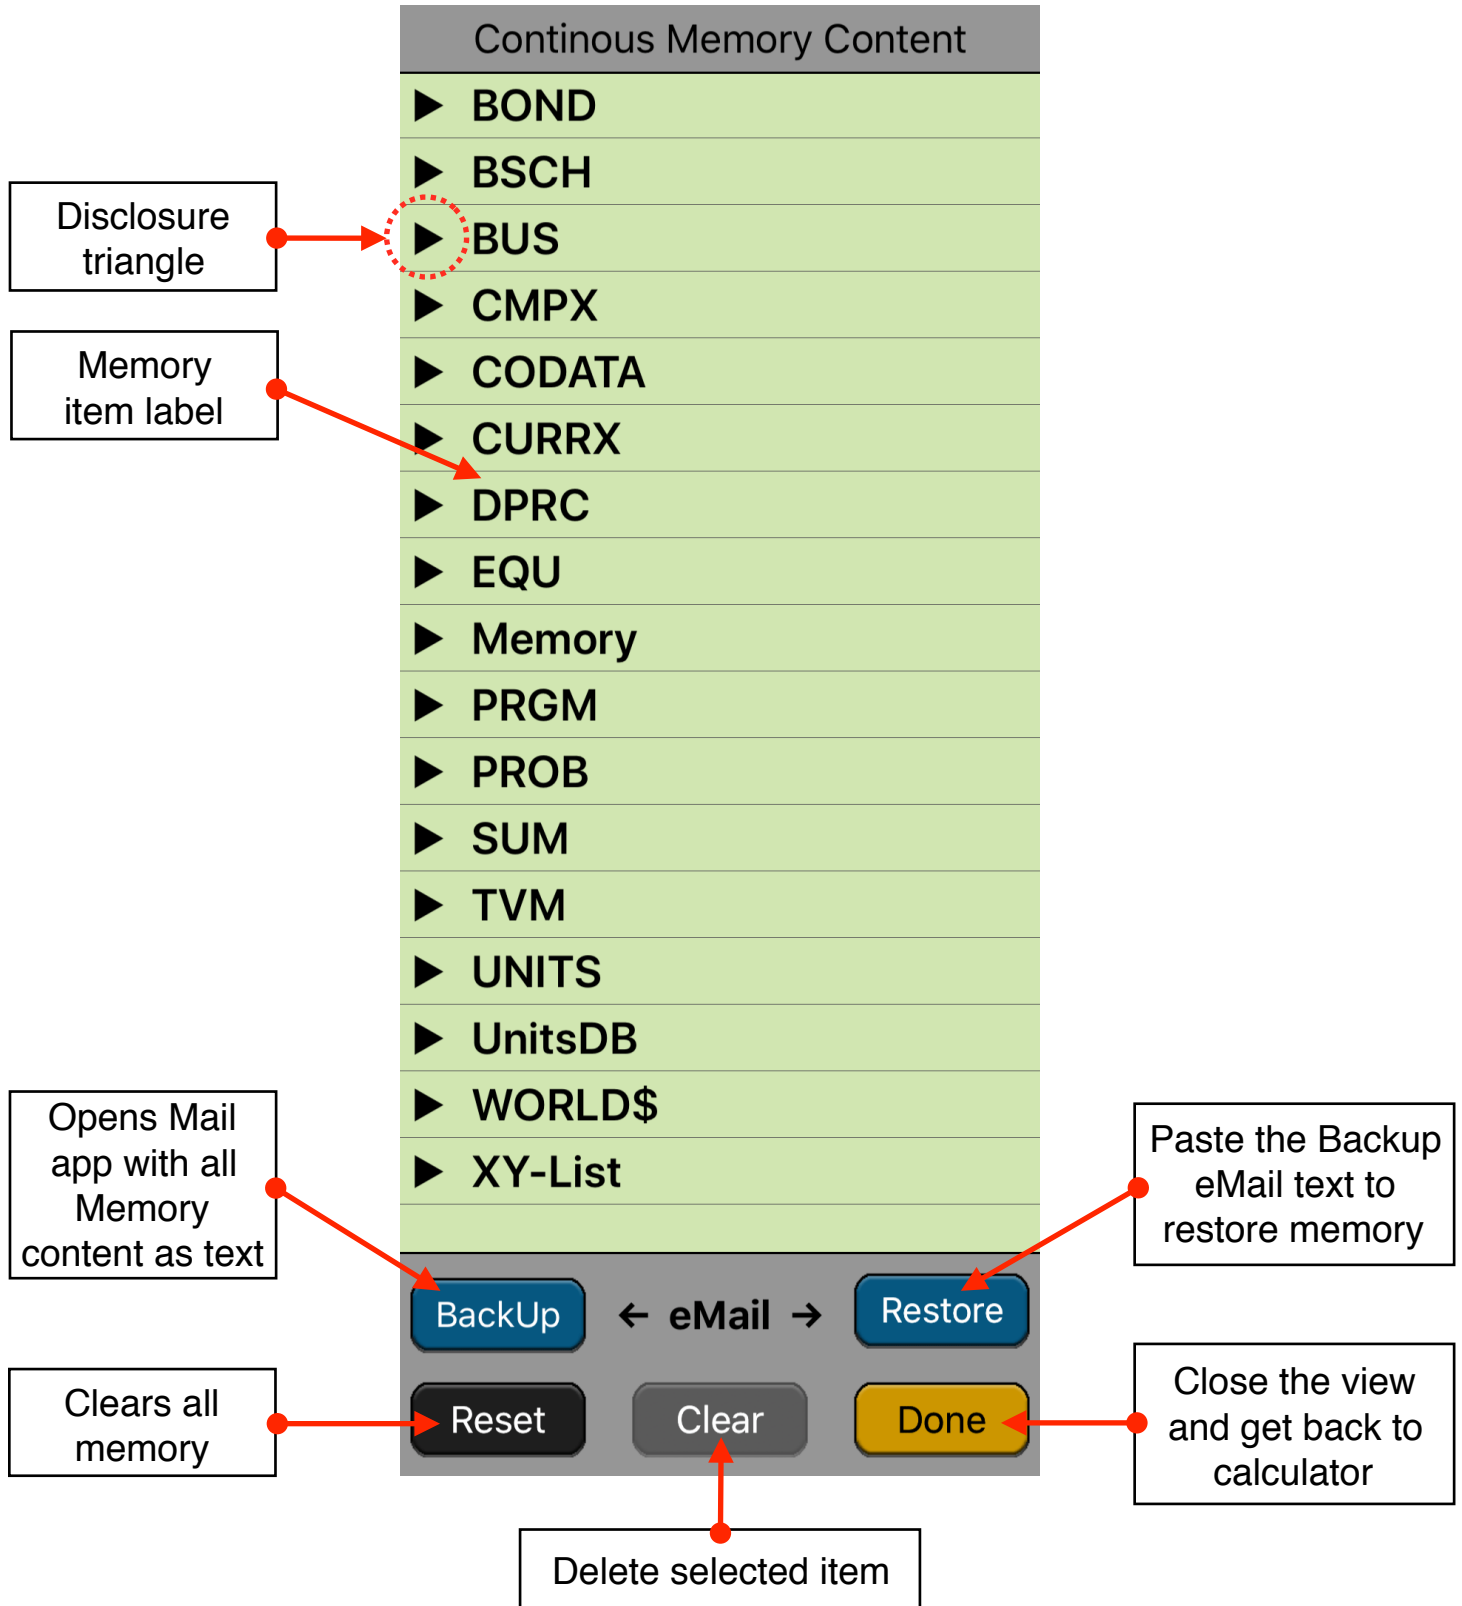 Continous Memory Content
BOND
BSCH
BUS
CMPX
CODATA
CURRX
DPRC
EQU
Memory
PRGM
PROB
SUM
TVM
UNITS
UnitsDB
WORLD$
XY-List
Disclosure
triangle
Memory
item label
Opens Mail
app with all
Memory
content as text
Paste the Backup
eMail text to
restore memory
BackUp
← eMail →
Restore
Clears all
memory
Reset
Clear
Done
Close the view
and get back to
calculator
Delete selected item